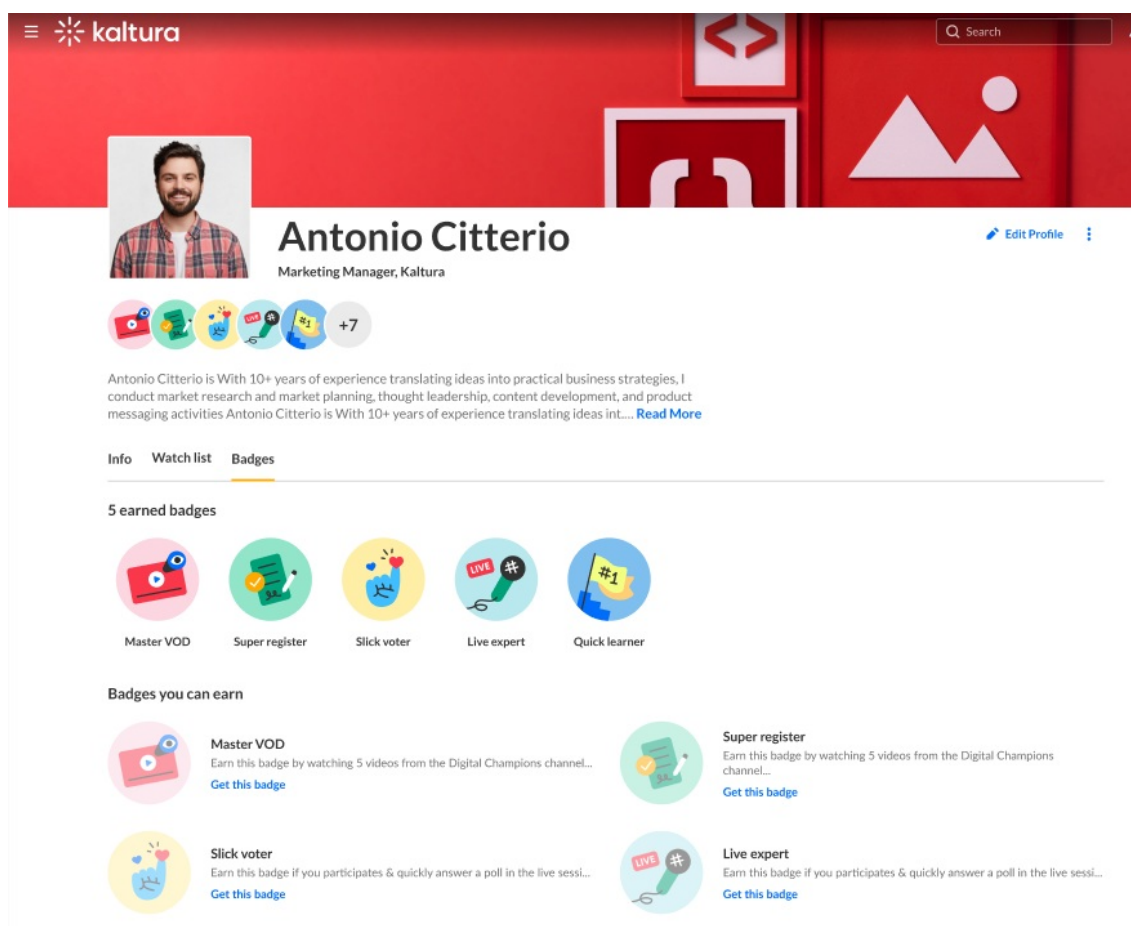 kaltura
Search
Antonio Citterio
Edit Profile
Marketing Manager, Kaltura
LIVE
#
#1
+7
Antonio Citterio is With 10+ years of experience translating ideas into practical business strategies, I
conduct market research and market planning, thought leadership, content development, and product
messaging activities Antonio Citterio is With 10+ years of experience translating ideas int.... Read More
Info
Watch list
Badges
5 earned badges
LIVE
#
#1
Master VOD
Super register
Slick voter
Live expert
Quick learner
Badges you can earn
Master VOD
Earn this badge by watching 5 videos from the Digital Champions channel...
Get this badge
Super register
Earn this badge by watching 5 videos from the Digital Champions
channel...
Get this badge
Slick voter
Earn this badge if you participates & quickly answer a poll in the live sessi...
Get this badge
LIVE
#
Live expert
Earn this badge if you participates & quickly answer a poll in the live sessi...
Get this badge